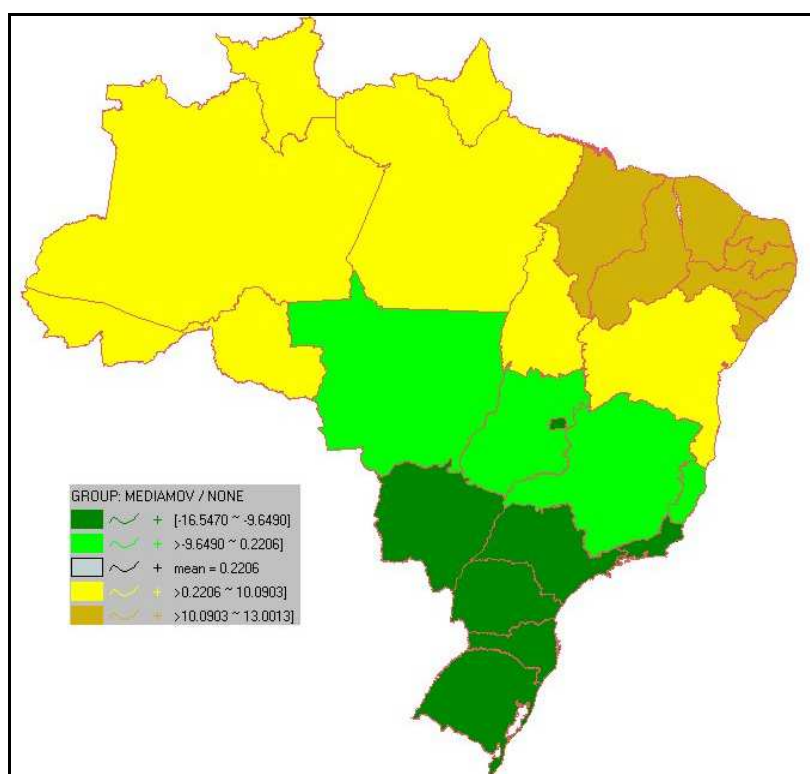 GROUP: MEDIAMOV / NONE
[-16.5470 ~ -9.6490]
>-9.6490 ~ 0.2206]
mean = 0.2206
>0.2206 ~ 10.0903]
>10.0903 ~ 13.0013]